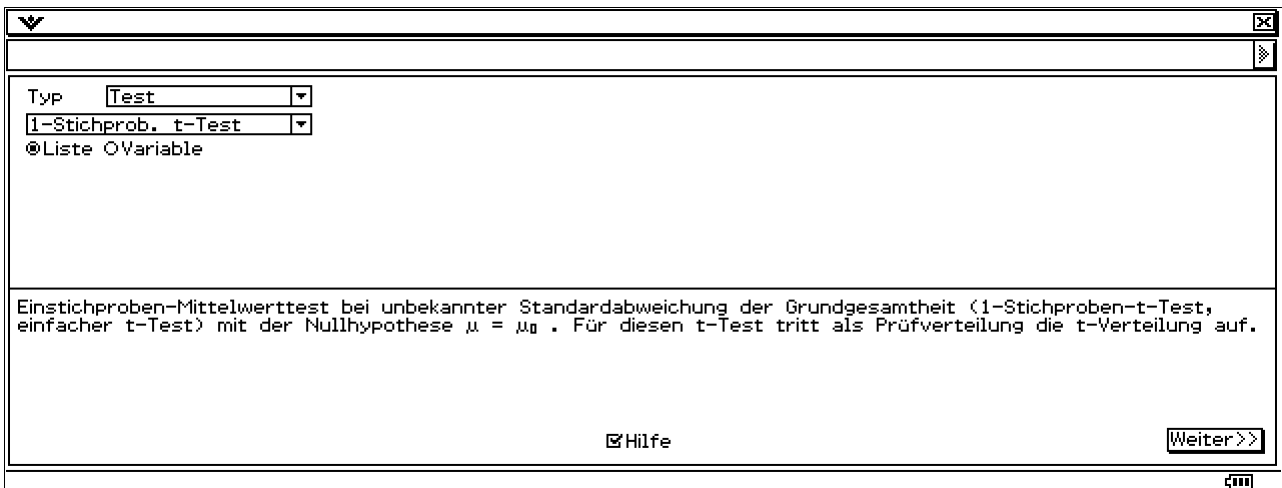 Typ Test
1-Stichprob. t-Test
Liste Variable
Einstichproben-Mittelwerttest bei unbekannter Standardabweichung der Grundgesamtheit (1-Stichproben-t-Test,
einfacher t-Test) mit der Nullhypothese μ = μ₀ . Für diesen t-Test tritt als Prüfverteilung die t-Verteilung auf.
Hilfe Weiter>>